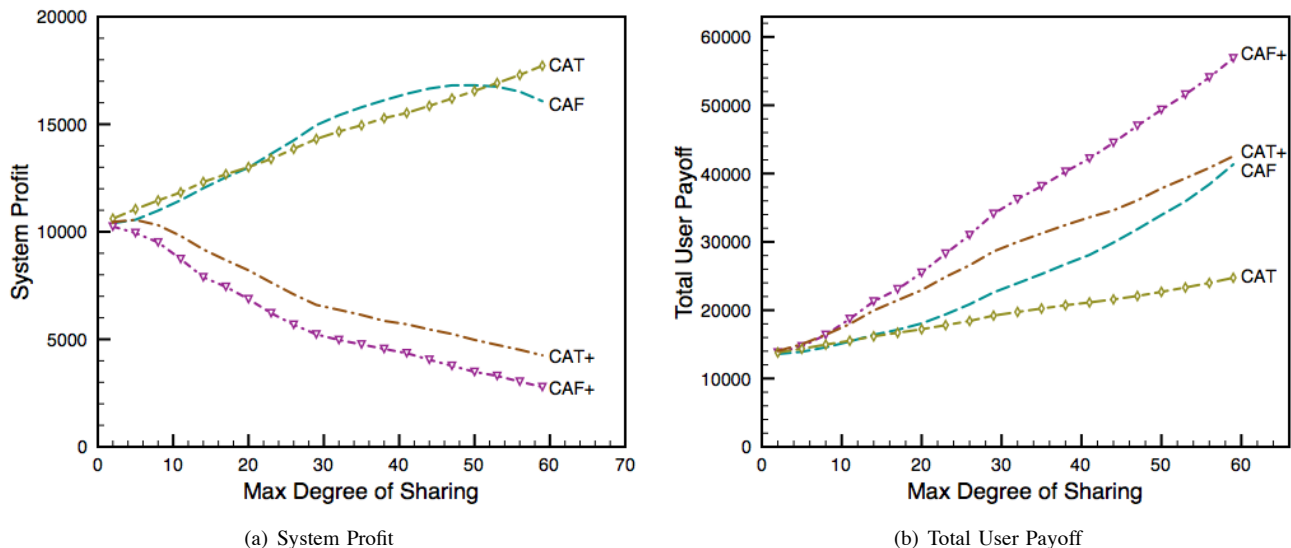 20000
15000
10000
5000
0
System Profit
0 10 20 30 40 50 60 70
Max Degree of Sharing
CAT
CAF
CAT+
CAF+
(a) System Profit
60000
50000
40000
30000
20000
10000
0
Total User Payoff
0 10 20 30 40 50 60
Max Degree of Sharing
CAF+
CAT+
CAF
CAT
(b) Total User Payoff